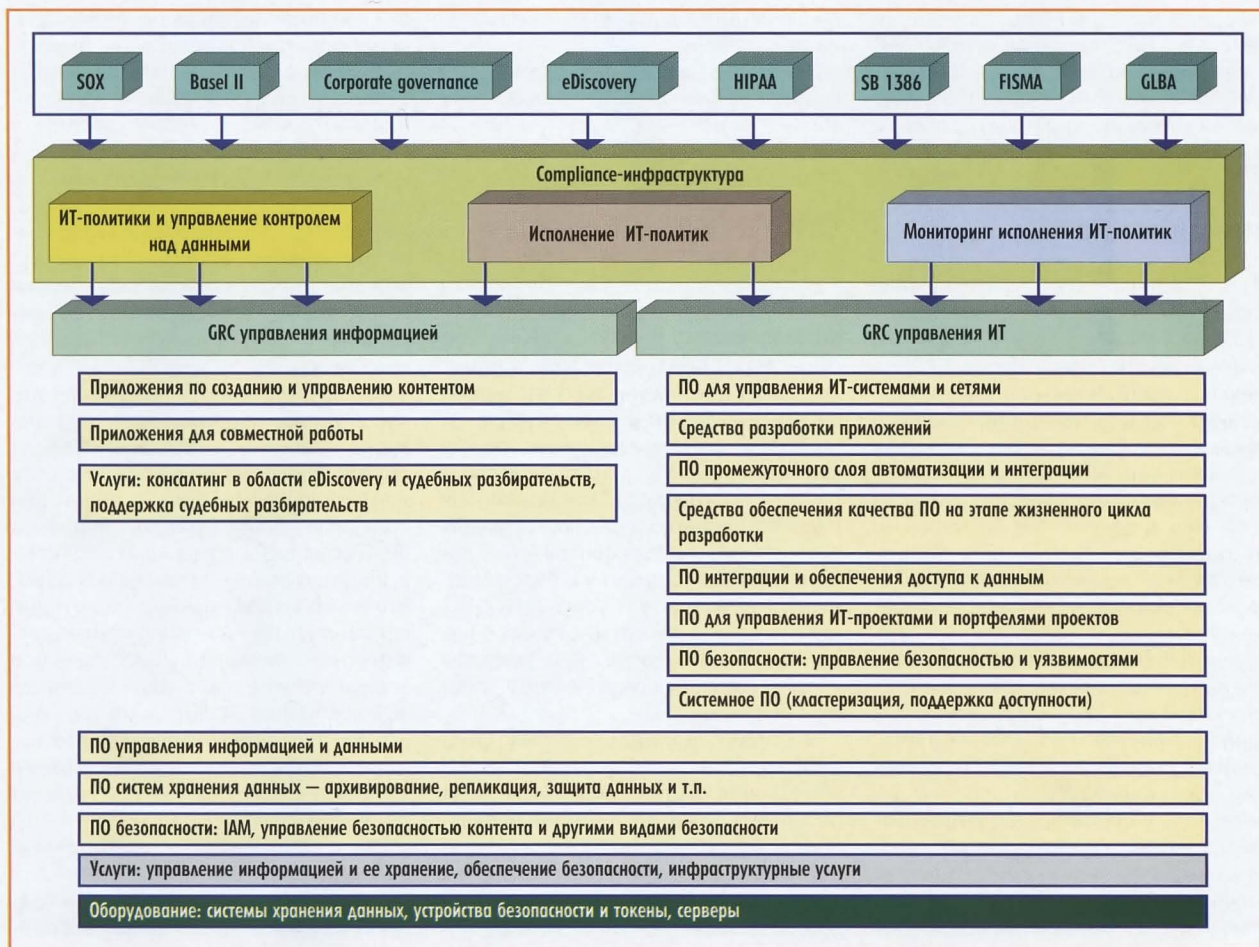 SOX
Basel II
Corporate governance
eDiscovery
HIPAA
SB 1386
FISMA
GLBA
Compliance-инфраструктура
ИТ-политики и управление контролем
над данными
Исполнение ИТ-политик
Мониторинг исполнения ИТ-политик
GRC управления информацией
GRC управления ИТ
Приложения по созданию и управлению контентом
Приложения для совместной работы
Услуги: консалтинг в области eDiscovery и судебных разбирательств,
поддержка судебных разбирательств
ПО для управления ИТ-системами и сетями
Средства разработки приложений
ПО промежуточного слоя автоматизации и интеграции
Средства обеспечения качества ПО на этапе жизненного цикла
разработки
ПО интеграции и обеспечения доступа к данным
ПО для управления ИТ-проектами и портфелями проектов
ПО безопасности: управление безопасностью и уязвимостями
Системное ПО (кластеризация, поддержка доступности)
ПО управления информацией и данными
ПО систем хранения данных — архивирование, репликация, защита данных и т.п.
ПО безопасности: IAM, управление безопасностью контента и другими видами безопасности
Услуги: управление информацией и ее хранение, обеспечение безопасности, инфраструктурные услуги
Оборудование: системы хранения данных, устройства безопасности и токены, серверы